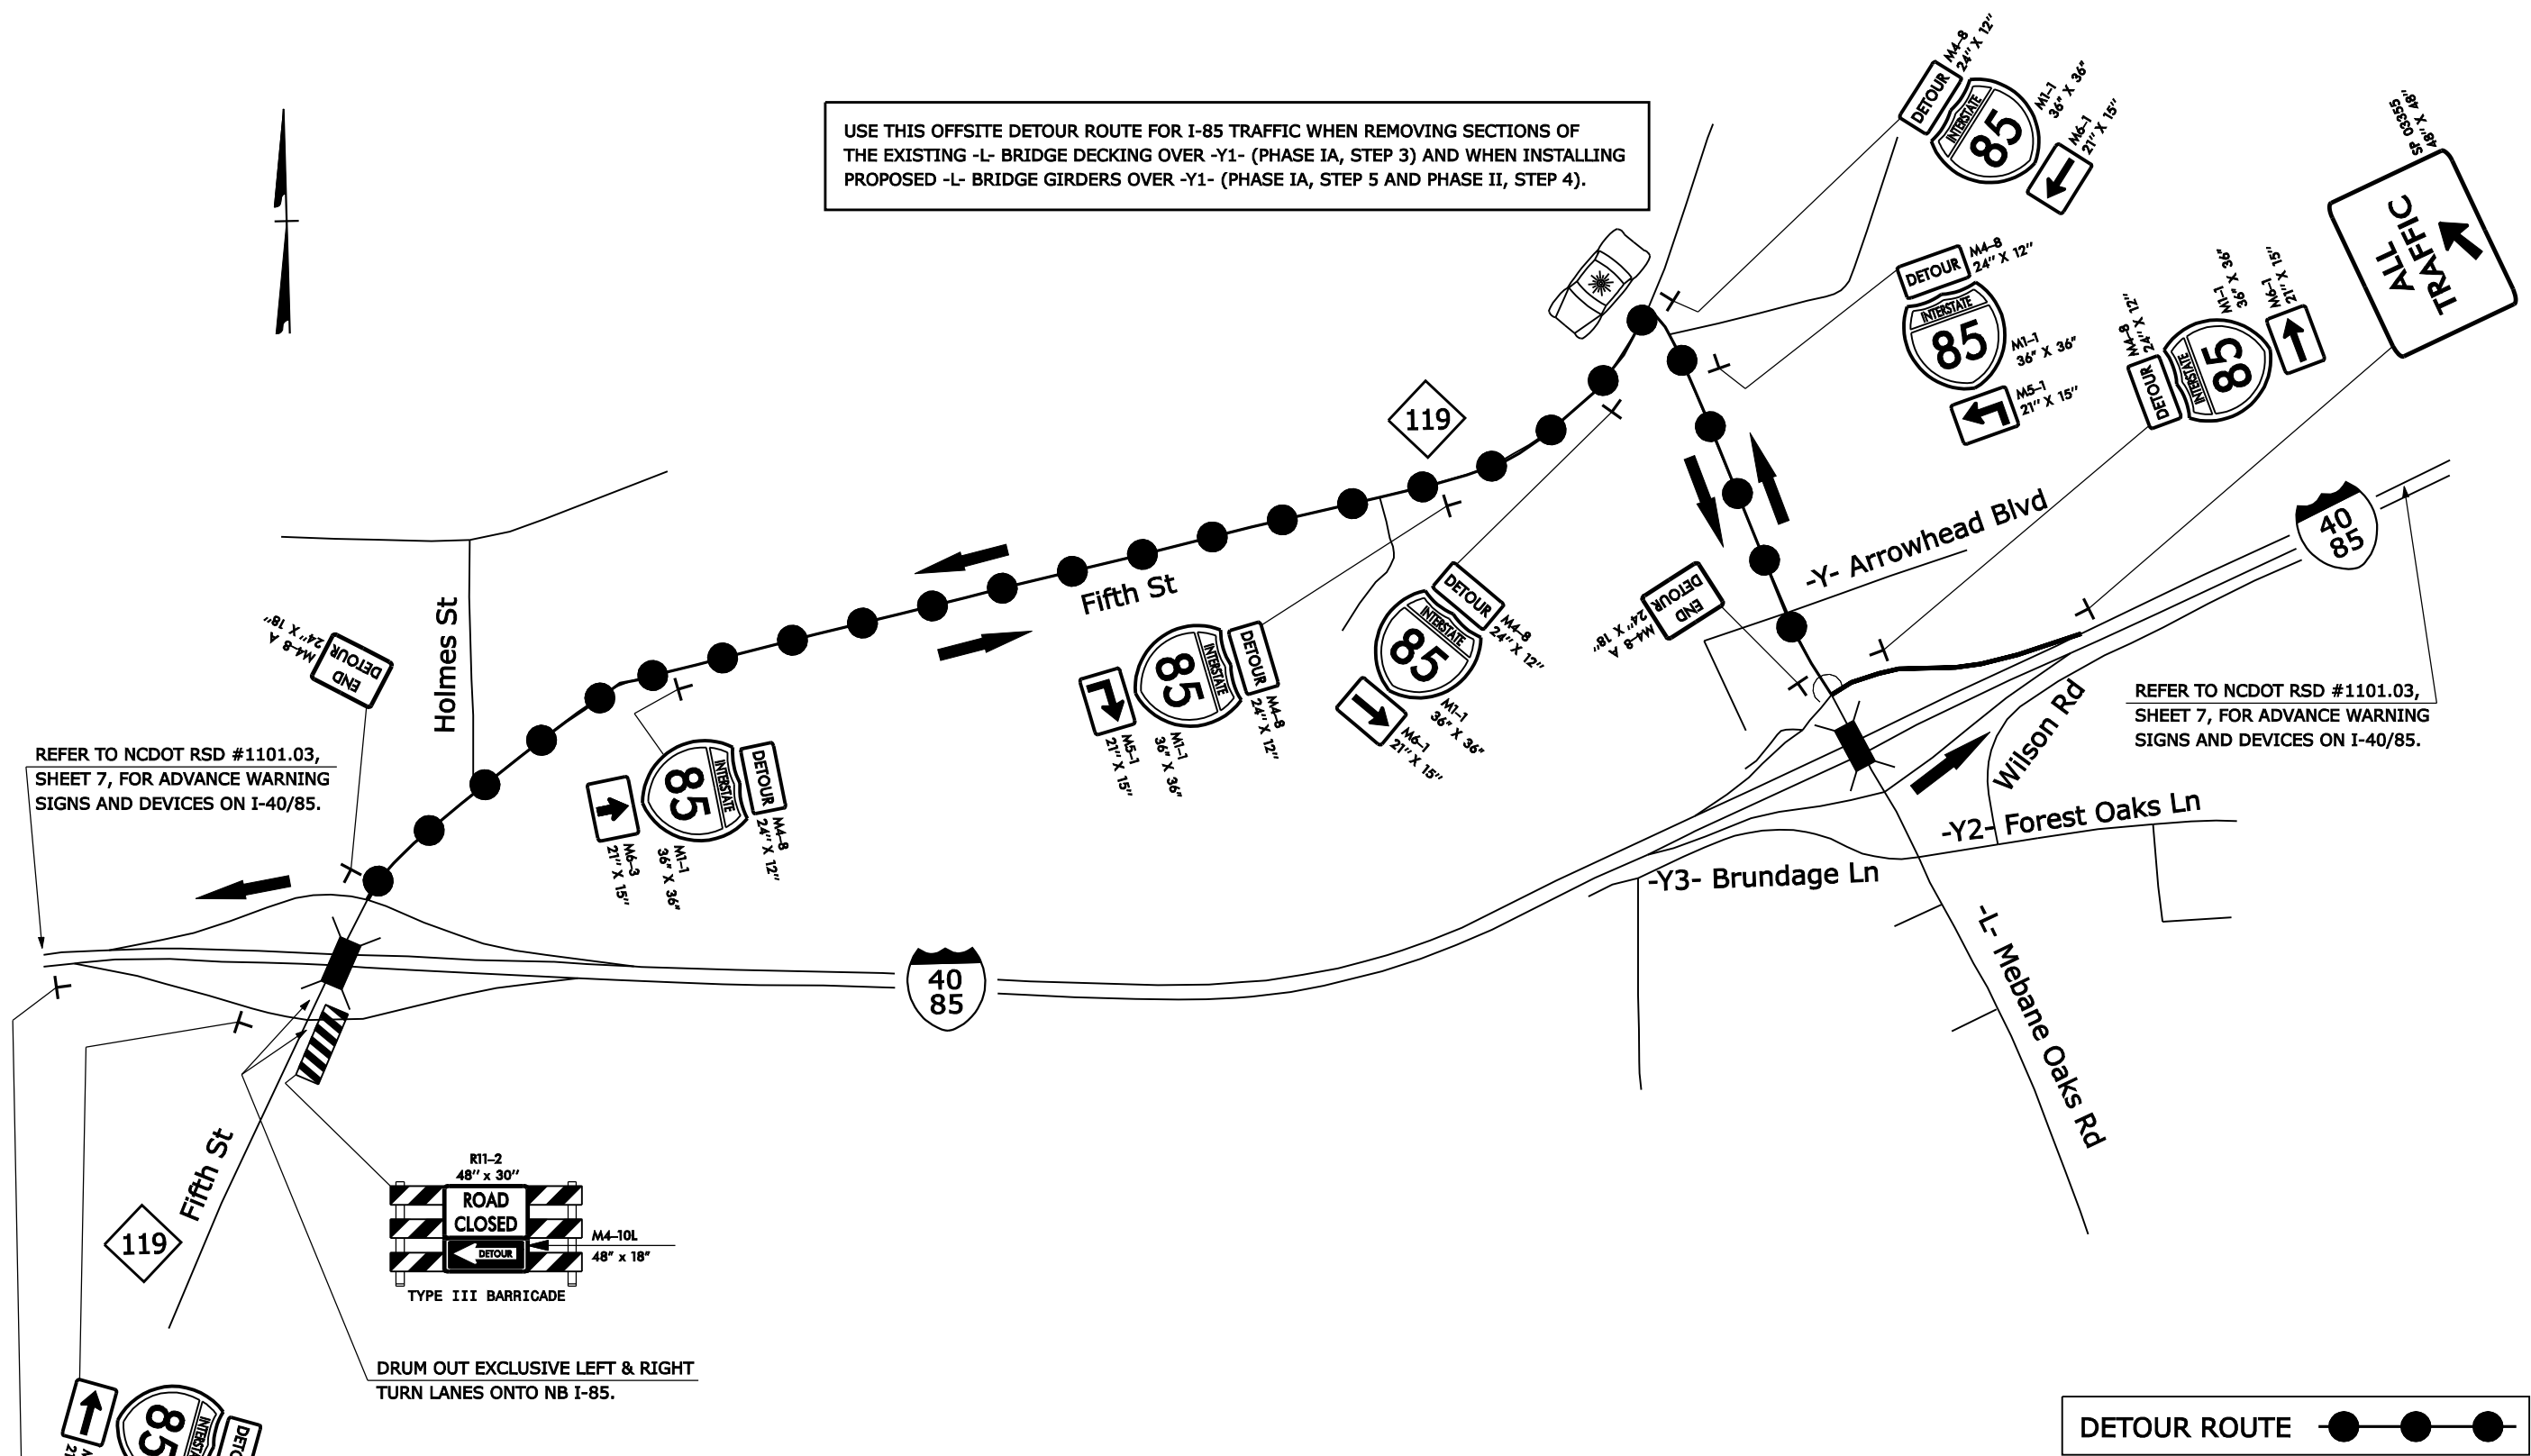 USE THIS OFFSITE DETOUR ROUTE FOR I-85 TRAFFIC WHEN REMOVING SECTIONS OF
THE EXISTING -L- BRIDGE DECKING OVER -Y1- (PHASE IA, STEP 3) AND WHEN INSTALLING
PROPOSED -L- BRIDGE GIRDERS OVER -Y1- (PHASE IA, STEP 5 AND PHASE II, STEP 4).
DETOUR
M4-8
24" X 12"
INTERSTATE
85
M1-1
36" X 36"
M6-1
21" X 15"
SP 03355
48" X 48"
ALL
TRAFFIC
DETOUR
M4-8
24" X 12"
INTERSTATE
85
M1-1
36" X 36"
M5-1
21" X 15"
DETOUR
M4-8
24" X 12"
INTERSTATE
85
M1-1
36" X 36"
M6-1
21" X 15"
119
40
85
-Y- Arrowhead Blvd
Fifth St
Holmes St
END
DETOUR
M4-8 A
24" X 18"
END
DETOUR
M4-8 A
24" X 18"
DETOUR
M4-8
24" X 12"
INTERSTATE
85
M1-1
36" X 36"
M6-1
21" X 15"
DETOUR
M4-8
24" X 12"
INTERSTATE
85
M1-1
36" X 36"
M5-1
21" X 15"
DETOUR
M4-8
24" X 12"
INTERSTATE
85
M1-1
36" X 36"
M6-3
21" X 15"
REFER TO NCDOT RSD #1101.03,
SHEET 7, FOR ADVANCE WARNING
SIGNS AND DEVICES ON I-40/85.
REFER TO NCDOT RSD #1101.03,
SHEET 7, FOR ADVANCE WARNING
SIGNS AND DEVICES ON I-40/85.
Wilson Rd
-Y2- Forest Oaks Ln
-Y3- Brundage Ln
-L- Mebane Oaks Rd
40
85
Fifth St
119
R11-2
48" x 30"
ROAD
CLOSED
DETOUR
M4-10L
48" x 18"
TYPE III BARRICADE
DRUM OUT EXCLUSIVE LEFT & RIGHT
TURN LANES ONTO NB I-85.
85
DETOUR ROUTE